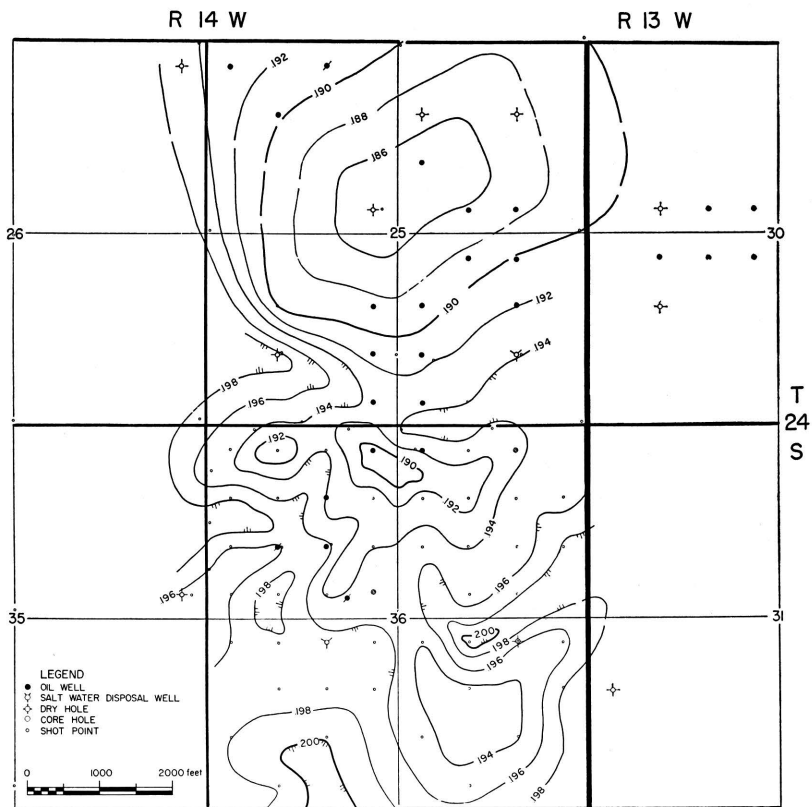 R 14 W
R 13 W
.192
.190
.188
.186
26
25
30
.190
.192
.194
.198
.196
.194
T
24
S
.192
.190
.192
.194
.196
.196
.198
35
36
31
.200
.198
.196
.198
.200
.194
.196
.198
LEGEND
OIL WELL
SALT WATER DISPOSAL WELL
DRY HOLE
CORE HOLE
SHOT POINT
0 1000 2000 feet